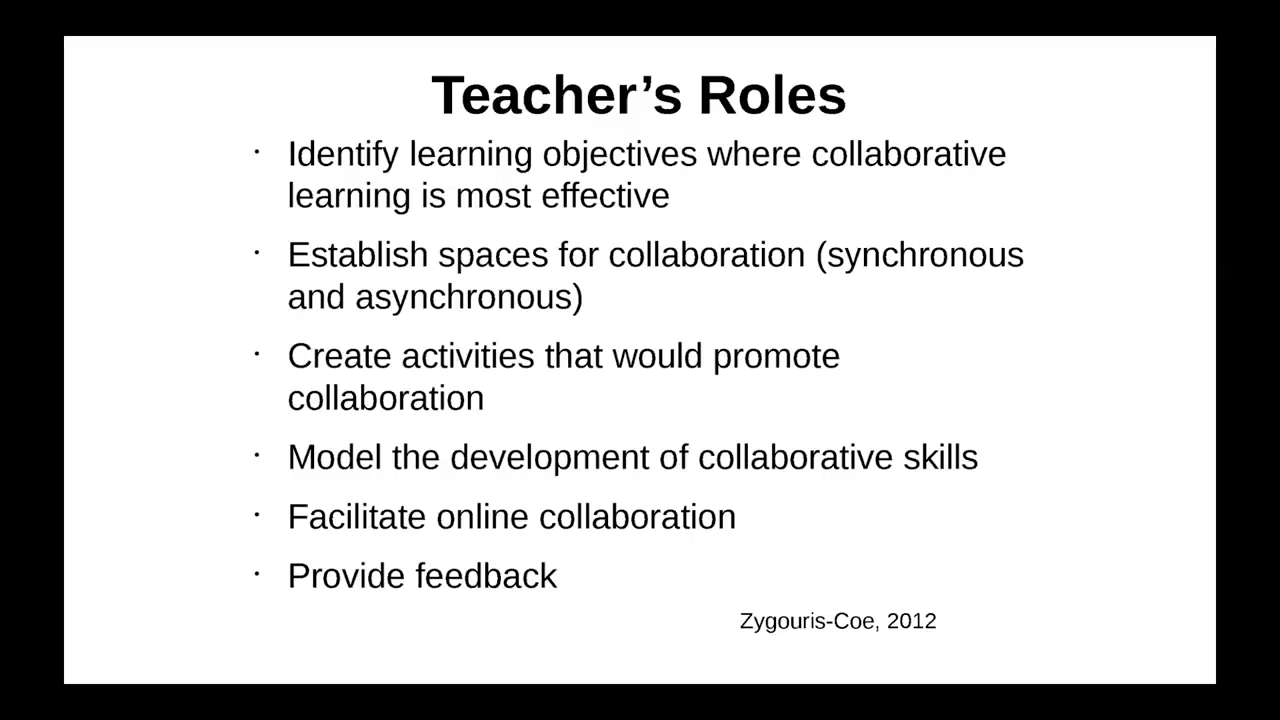 Teacher’s Roles
· Identify learning objectives where collaborative
learning is most effective
· Establish spaces for collaboration (synchronous
and asynchronous)
· Create activities that would promote
collaboration
· Model the development of collaborative skills
· Facilitate online collaboration
· Provide feedback
Zygouris-Coe, 2012